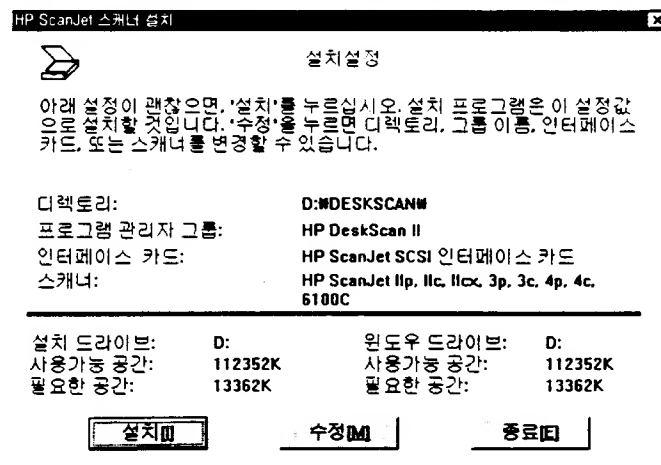 HP ScanJet 스캐너 설치
설치설정
아래 설정이 괜찮으면, '설치'를 누르십시오. 설치 프로그램은 이 설정값
으로 설치할 것입니다. '수정'을 누르면 디렉토리, 그룹 이름, 인터페이스
카드, 또는 스캐너를 변경할 수 있습니다.
디렉토리: D:₩DESKSCAN₩
프로그램 관리자 그룹: HP DeskScan II
인터페이스 카드: HP ScanJet SCSI 인터페이스 카드
스캐너: HP ScanJet IIp, IIc, IIcx, 3p, 3c, 4p, 4c,
6100C
설치 드라이브: D: 윈도우 드라이브: D:
사용가능 공간: 112352K 사용가능 공간: 112352K
필요한 공간: 13362K 필요한 공간: 13362K
설치[I] 수정[M] 종료[E]